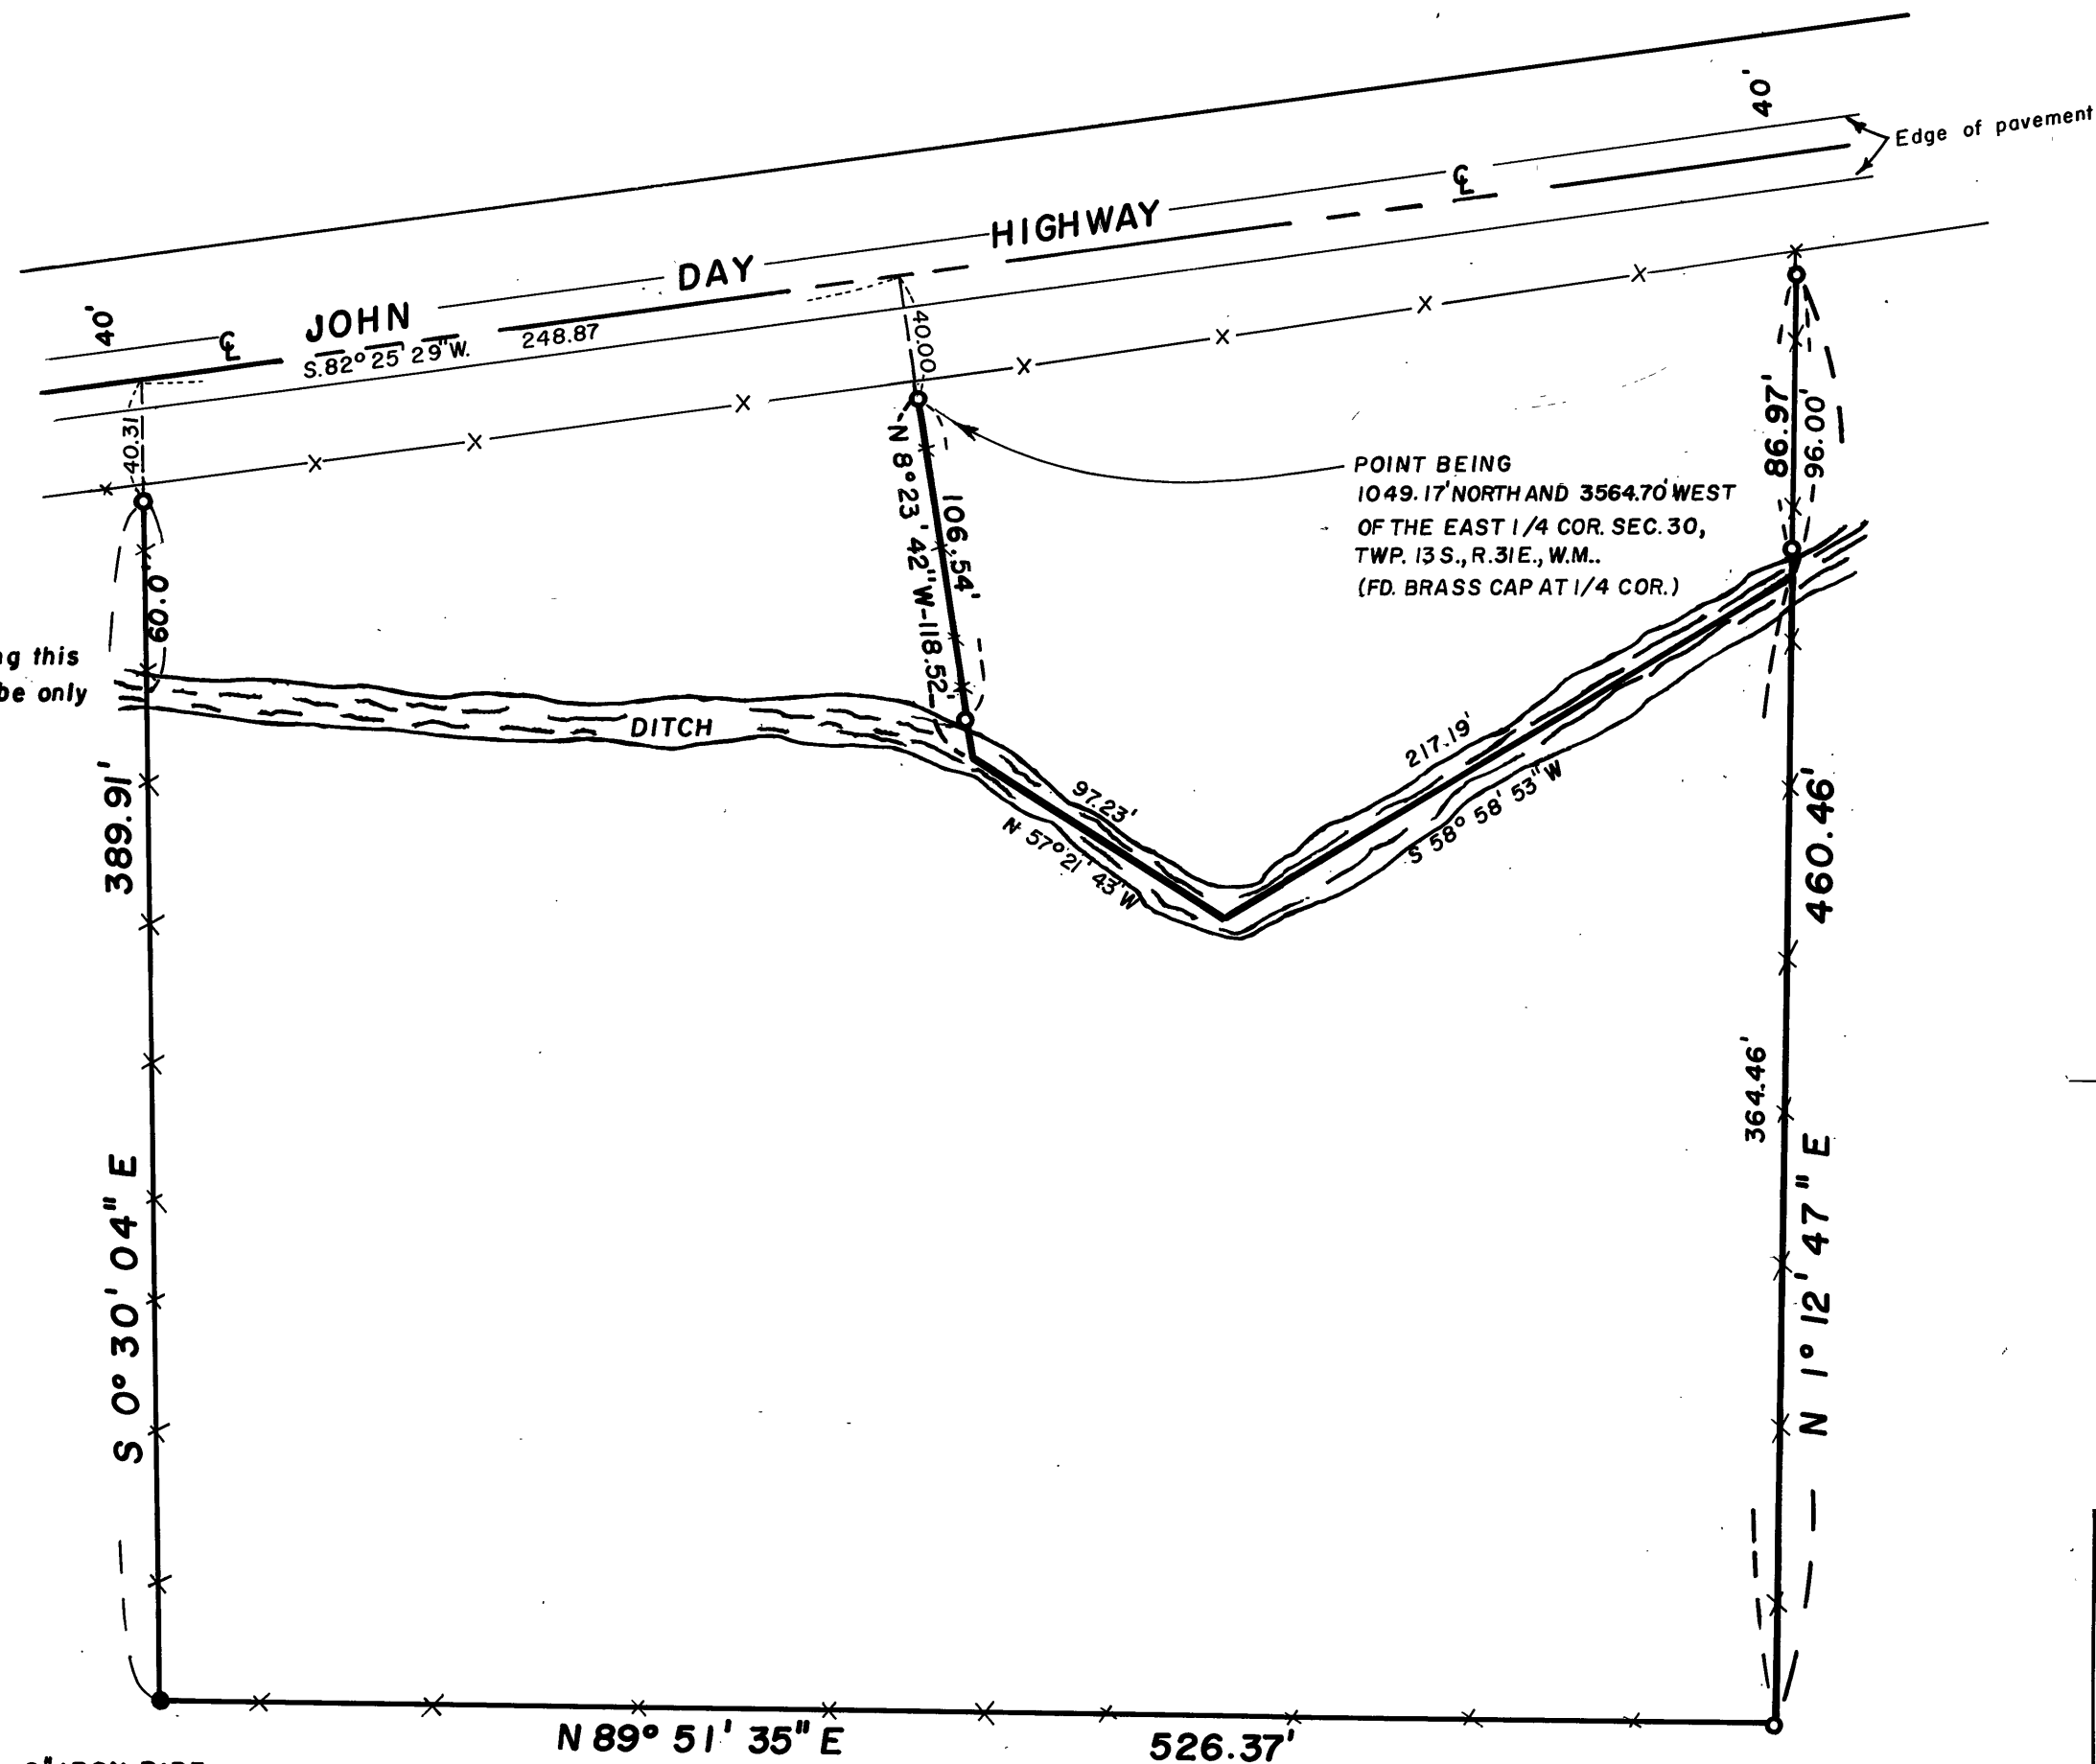 40'
Edge of pavement
℄
HIGHWAY
DAY
JOHN
40'
℄
S.82° 25' 29" W.
248.87
40.00
40.31
N 8° 23' 42" W-118.52'
106.54'
POINT BEING
1049.17' NORTH AND 3564.70' WEST
OF THE EAST 1/4 COR. SEC. 30,
TWP. 13 S., R.31E., W.M..
(FD. BRASS CAP AT 1/4 COR.)
86.97'
96.00'
60.0'
g this
be only
DITCH
97.23'
N 57° 21' 43" W
217.19'
S 58° 58' 53" W
389.91'
460.46'
364.46'
S 0° 30' 04" E
N 1° 12' 47" E
N 89° 51' 35" E
526.37'